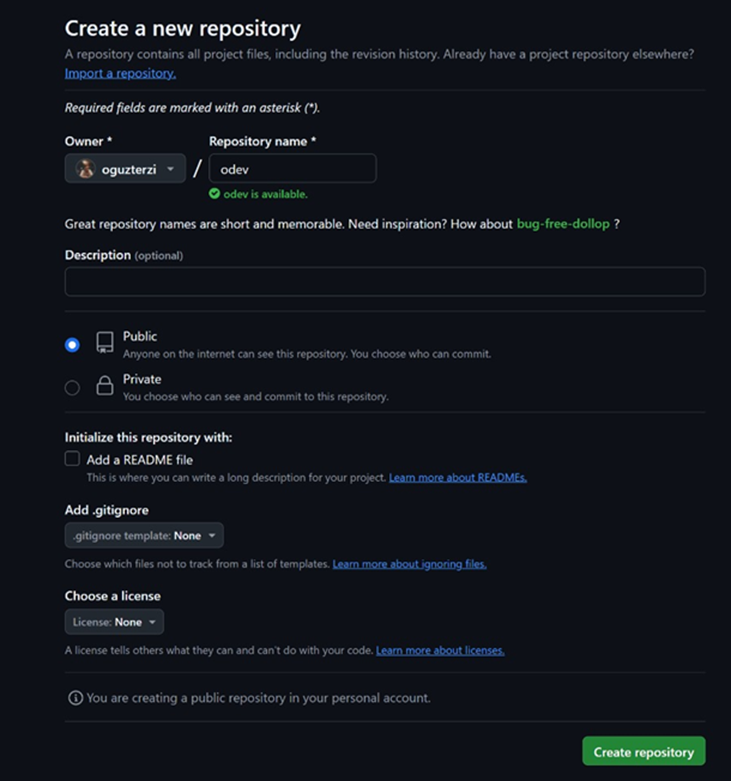 Create a new repository
A repository contains all project files, including the revision history. Already have a project repository elsewhere?
Import a repository.
Required fields are marked with an asterisk (*).
Owner * Repository name *
oguzterzi / odev
odev is available.
Great repository names are short and memorable. Need inspiration? How about bug-free-dollop ?
Description (optional)
Public
Anyone on the internet can see this repository. You choose who can commit.
Private
You choose who can see and commit to this repository.
Initialize this repository with:
Add a README file
This is where you can write a long description for your project. Learn more about READMEs.
Add .gitignore
.gitignore template: None
Choose which files not to track from a list of templates. Learn more about ignoring files.
Choose a license
License: None
A license tells others what they can and can't do with your code. Learn more about licenses.
You are creating a public repository in your personal account.
Create repository